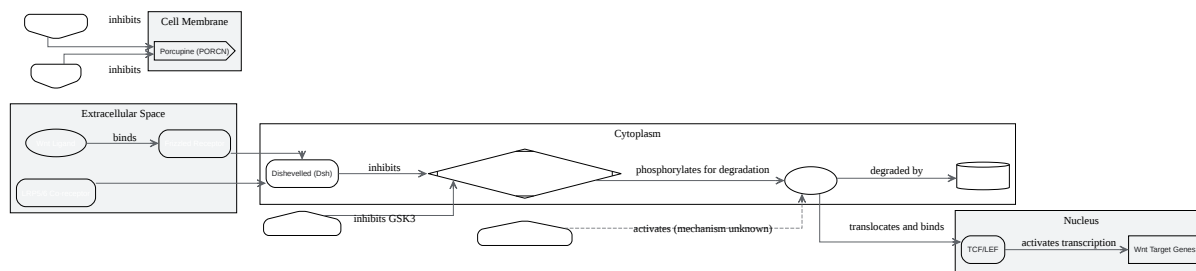 inhibits
Cell Membrane
Porcupine (PORCN)
inhibits
Extracellular Space
binds
Cytoplasm
Dishevelled (Dsh)
inhibits
phosphorylates for degradation
degraded by
inhibits GSK3
activates (mechanism unknown)
translocates and binds
Nucleus
TCF/LEF
activates transcription
Wnt Target Genes